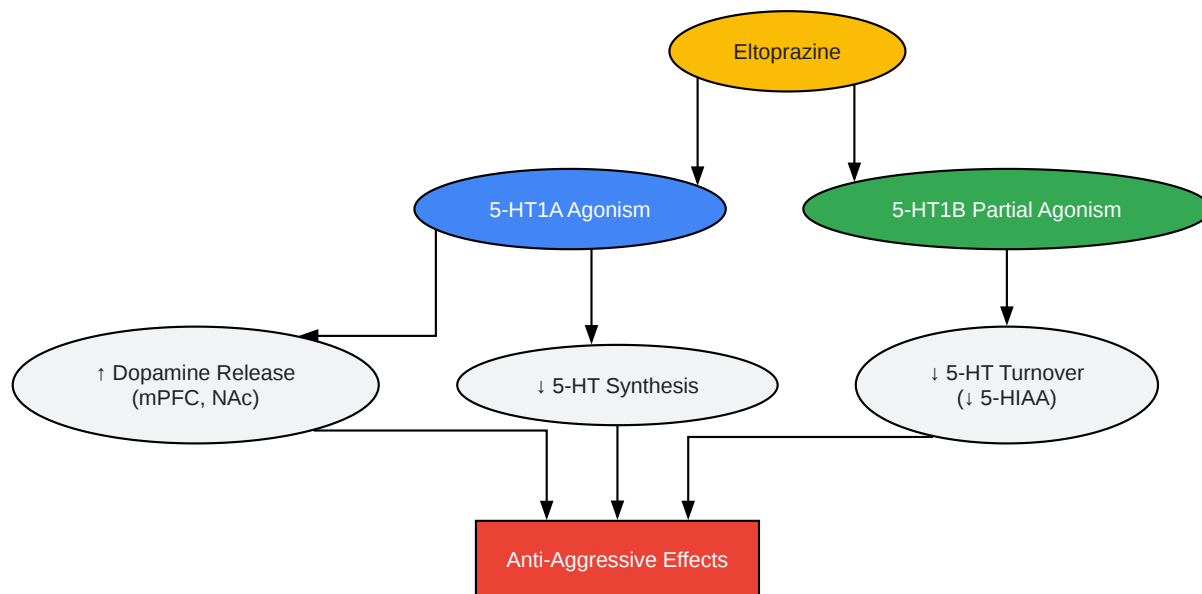 Eltoprazine
5-HT1A Agonism
5-HT1B Partial Agonism
↑ Dopamine Release
(mPFC, NAc)
↓ 5-HT Synthesis
↓ 5-HT Turnover
(↓ 5-HIAA)
Anti-Aggressive Effects